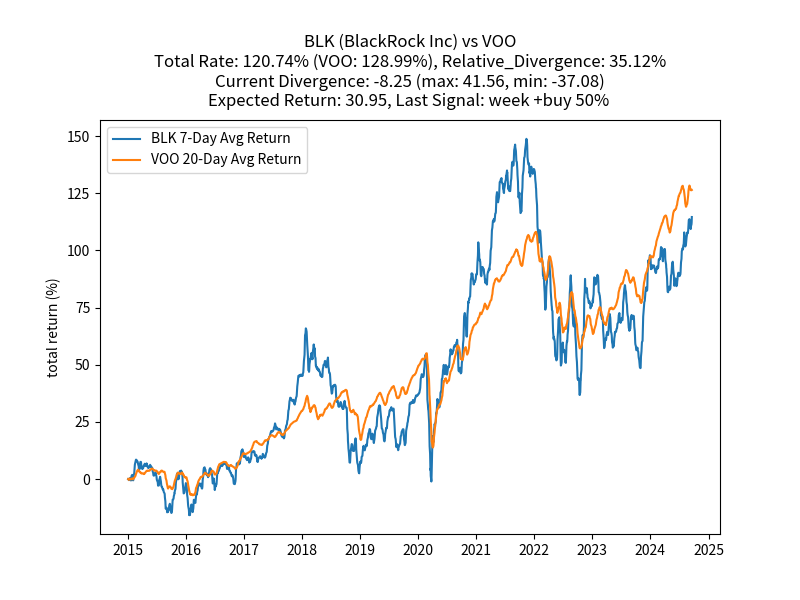 BLK (BlackRock Inc) vs VOO
Total Rate: 120.74% (VOO: 128.99%), Relative_Divergence: 35.12%
Current Divergence: -8.25 (max: 41.56, min: -37.08)
Expected Return: 30.95, Last Signal: week +buy 50%
BLK 7-Day Avg Return
VOO 20-Day Avg Return
total return (%)
150
125
100
75
50
25
0
2015 2016 2017 2018 2019 2020 2021 2022 2023 2024 2025